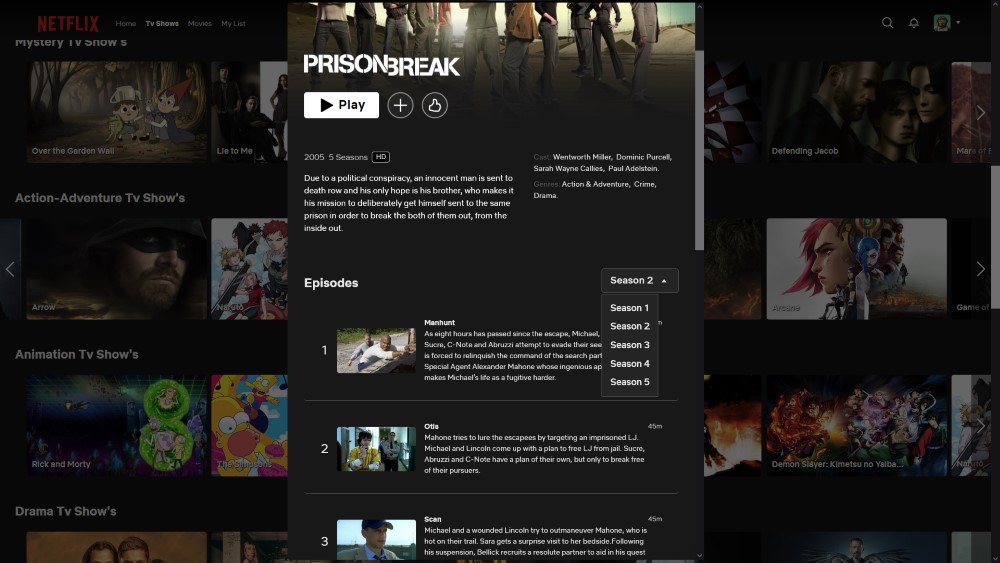 NETFLIX
Home Tv Shows Movies My List
Mystery Tv Show's
Over the Garden Wall
Lie to Me
Defending Jacob
Action-Adventure Tv Show's
Arrow
Naruto
Arcane
Game of
Animation Tv Show's
Rick and Morty
The Simpsons
Demon Slayer: Kimetsu no Yaiba...
Naruto
Drama Tv Show's
PRISON BREAK
Play
2005 5 Seasons HD
Due to a political conspiracy, an innocent man is sent to
death row and his only hope is his brother, who makes it
his mission to deliberately get himself sent to the same
prison in order to break the both of them out, from the
inside out.
Cast: Wentworth Miller, Dominic Purcell,
Sarah Wayne Callies, Paul Adelstein.
Genres: Action & Adventure, Crime,
Drama.
Episodes
Season 2
Season 1
Season 2
Season 3
Season 4
Season 5
1
Manhunt
As eight hours has passed since the escape, Michael,
Sucre, C-Note and Abruzzi attempt to evade their
is forced to relinquish the command of the search
Special Agent Alexander Mahone whose ingenious
makes Michael's life as a fugitive harder.
2
Otis 45m
Mahone tries to lure the escapees by targeting an imprisoned LJ.
Michael and Lincoln come up with a plan to free LJ from jail. Sucre,
Abruzzi and C-Note have a plan of their own, but only to break free
of their pursuers.
3
Scan 45m
Michael and a wounded Lincoln try to outmaneuver Mahone, who is
hot on their trail. Sara gets a surprise visit to her bedside.Following
his suspension, Bellick recruits a resolute partner to aid in his quest